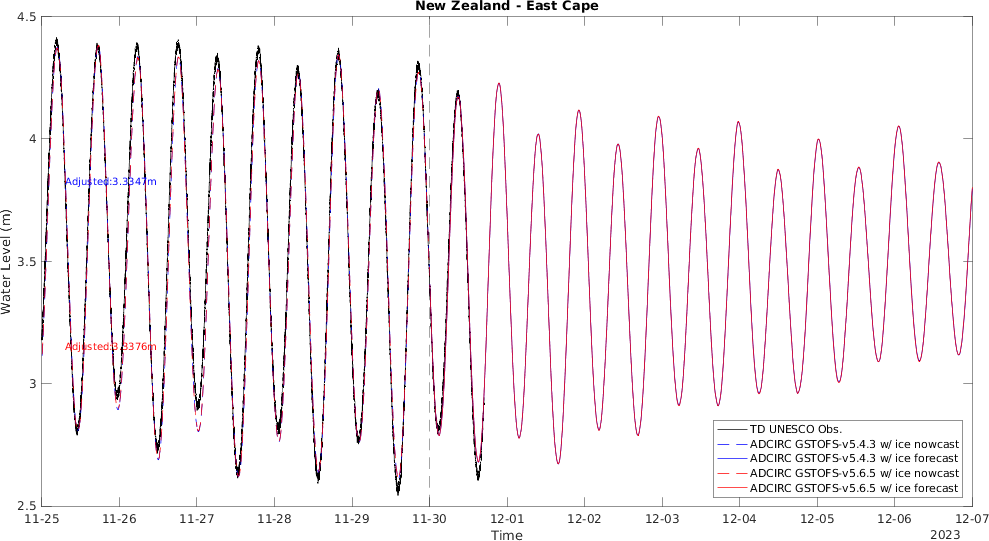 New Zealand - East Cape
4.5
4
3.5
3
2.5
Water Level (m)
Adjusted:3.3347m
Adjusted:3.3376m
TD UNESCO Obs.
ADCIRC GSTOFS-v5.4.3 w/ ice nowcast
ADCIRC GSTOFS-v5.4.3 w/ ice forecast
ADCIRC GSTOFS-v5.6.5 w/ ice nowcast
ADCIRC GSTOFS-v5.6.5 w/ ice forecast
11-25 11-26 11-27 11-28 11-29 11-30 12-01 12-02 12-03 12-04 12-05 12-06 12-07
Time
2023